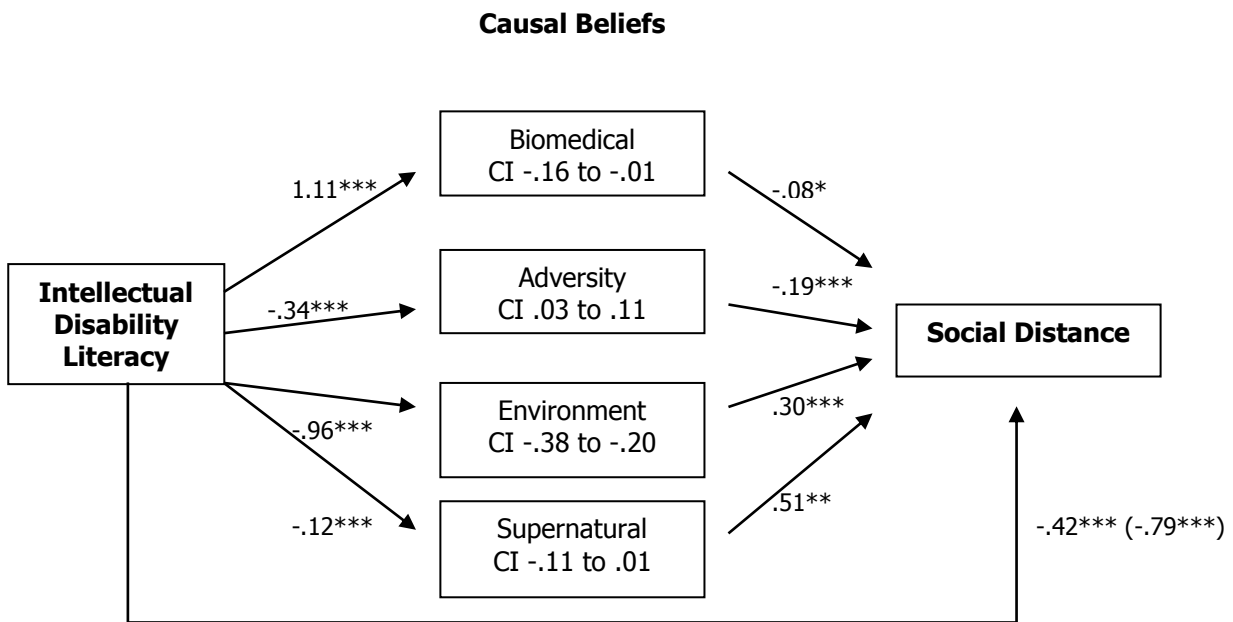 Causal Beliefs
Biomedical
CI -.16 to -.01
1.11***
-.08*
Adversity
CI .03 to .11
-.34***
-.19***
Intellectual
Disability
Literacy
Social Distance
Environment
CI -.38 to -.20
-.96***
.30***
Supernatural
CI -.11 to .01
-.12***
.51**
-.42*** (-.79***)